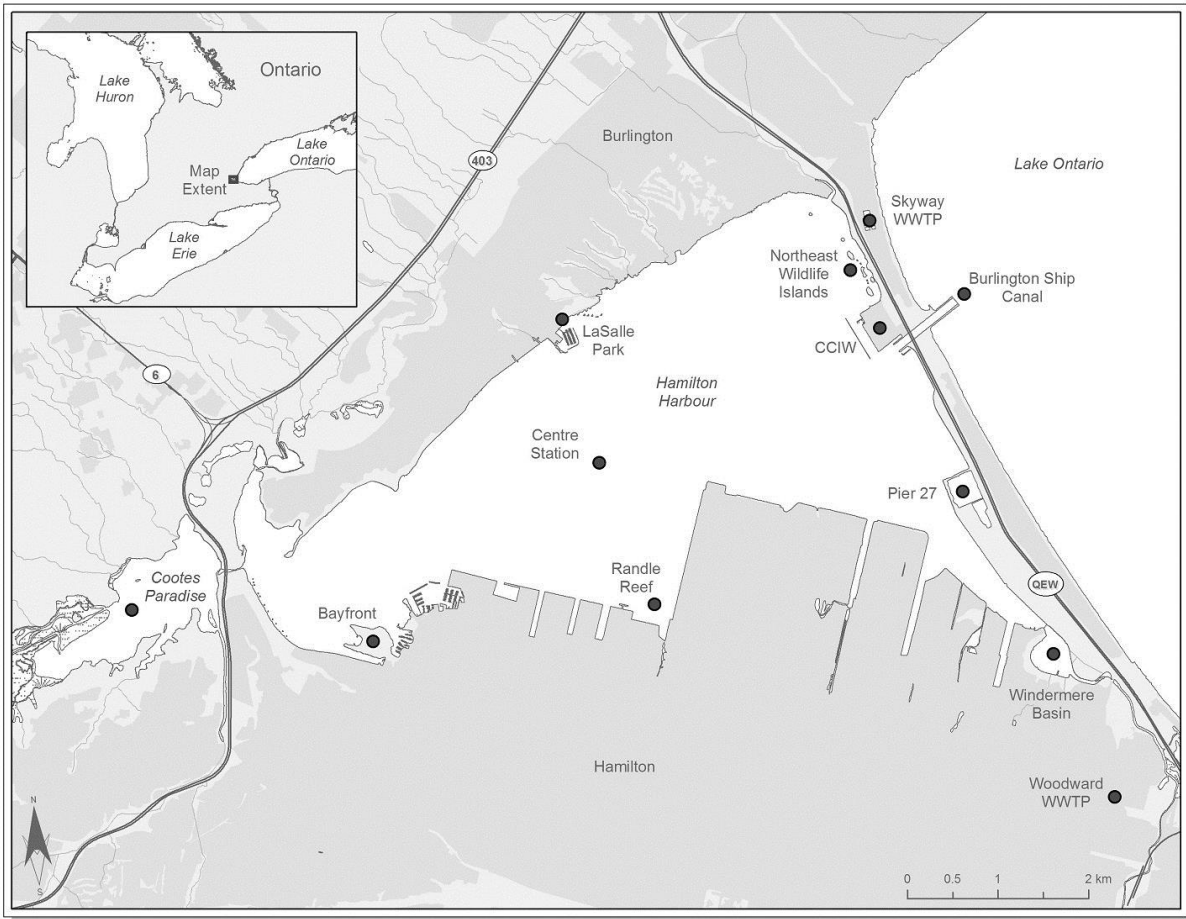 Ontario
Lake
Huron
Lake
Ontario
Map
Extent
Lake
Erie
403
6
Burlington
Lake Ontario
Skyway
WWTP
Northeast
Wildlife
Islands
Burlington Ship
Canal
CCIW
LaSalle
Park
Hamilton
Harbour
Centre
Station
Pier 27
Randle
Reef
QEW
Cootes
Paradise
Bayfront
Windermere
Basin
Hamilton
Woodward
WWTP
N
S
0 0.5 1 2 km